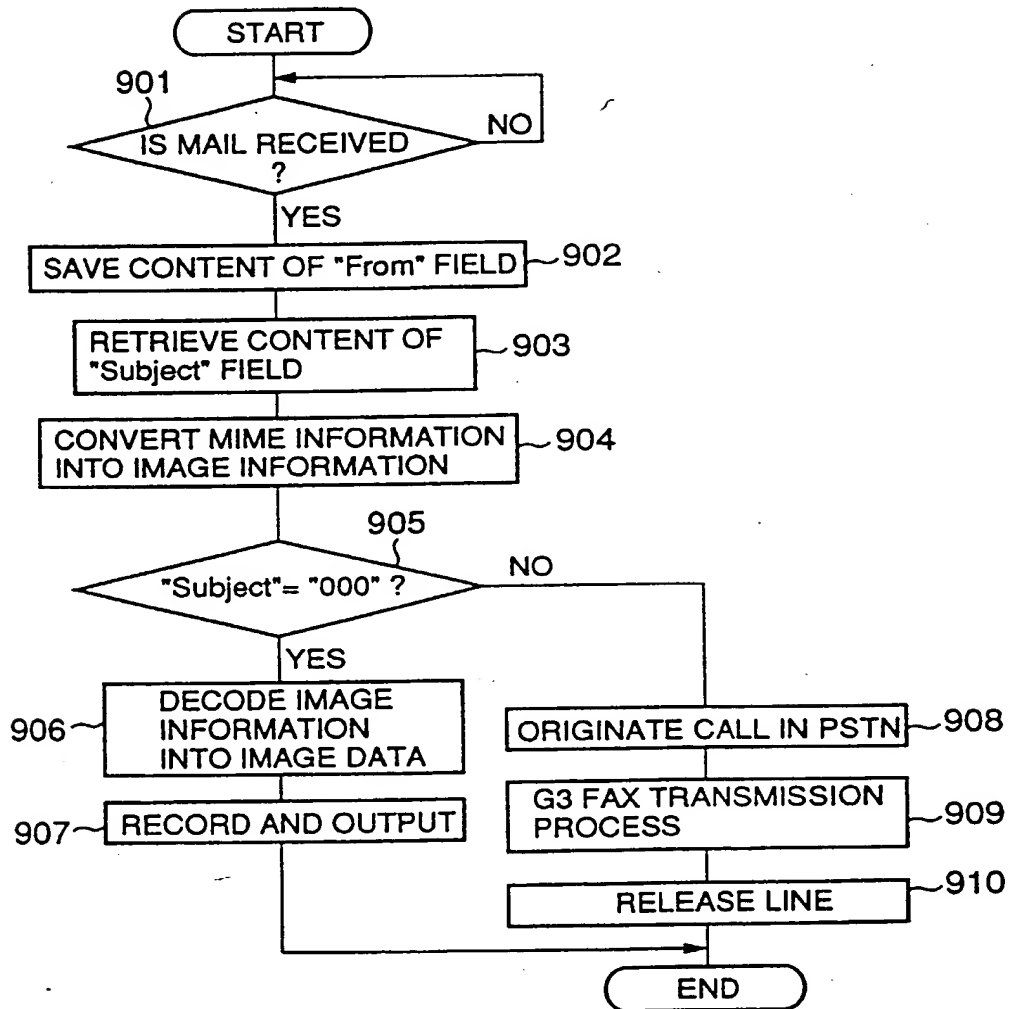 START
901
IS MAIL RECEIVED
?
NO
YES
SAVE CONTENT OF "From" FIELD
902
RETRIEVE CONTENT OF
"Subject" FIELD
903
CONVERT MIME INFORMATION
INTO IMAGE INFORMATION
904
905
"Subject"= "000" ?
NO
YES
906
DECODE IMAGE
INFORMATION
INTO IMAGE DATA
907
RECORD AND OUTPUT
ORIGINATE CALL IN PSTN
908
G3 FAX TRANSMISSION
PROCESS
909
RELEASE LINE
910
END